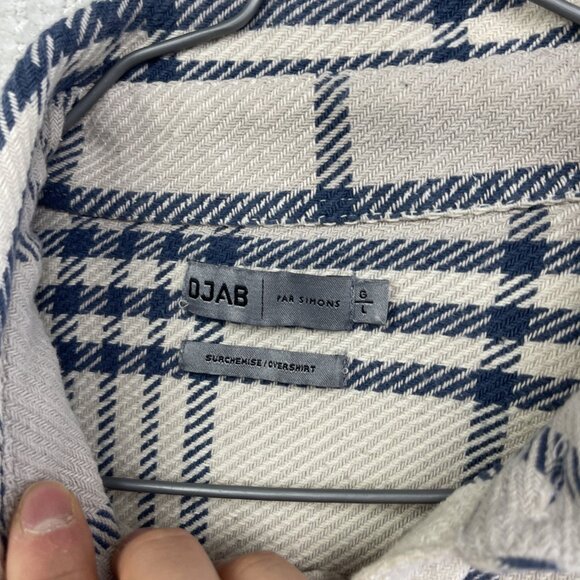 DJAB PAR SIMONS G
L
SURCHEMISE/OVERSHIRT